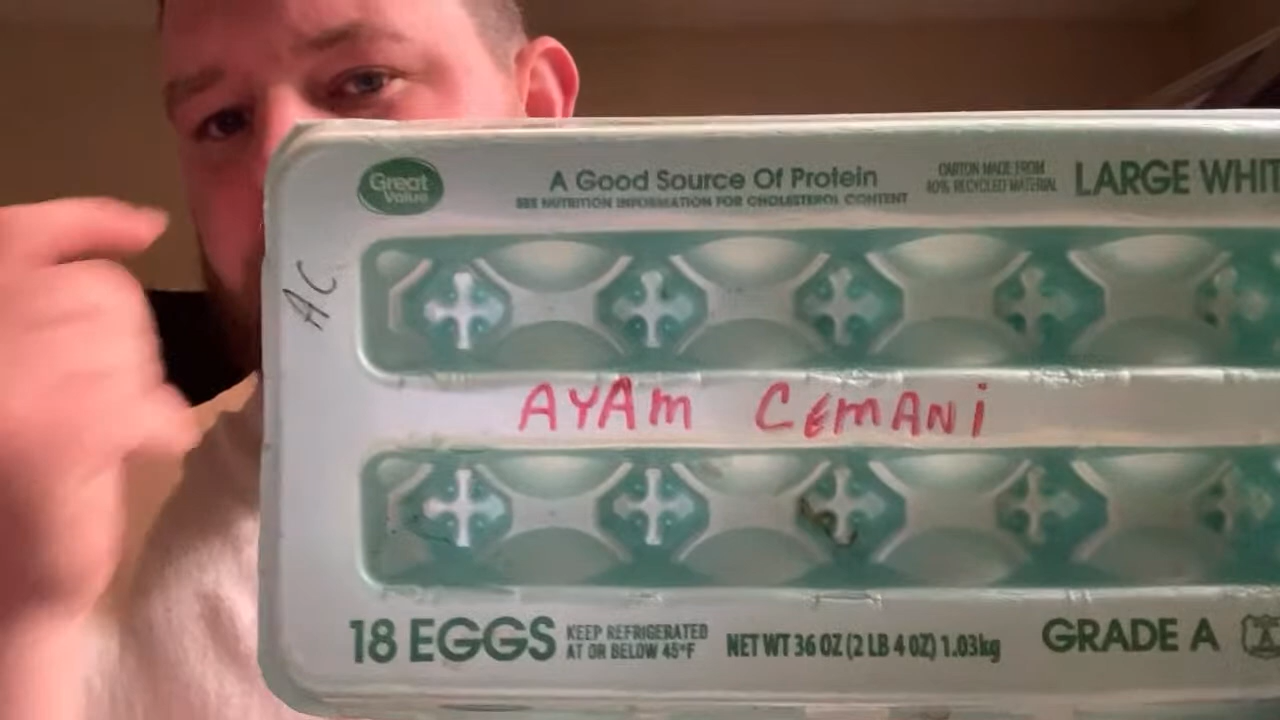 Great Value
A Good Source Of Protein
SEE NUTRITION INFORMATION FOR CHOLESTEROL CONTENT
CARTON MADE FROM
40% RECYCLED MATERIAL
LARGE WHIT
AC
AYAM CEMANi
18 EGGS
KEEP REFRIGERATED
AT OR BELOW 45°F
NET WT 36 OZ (2 LB 4 OZ) 1.03kg
GRADE A